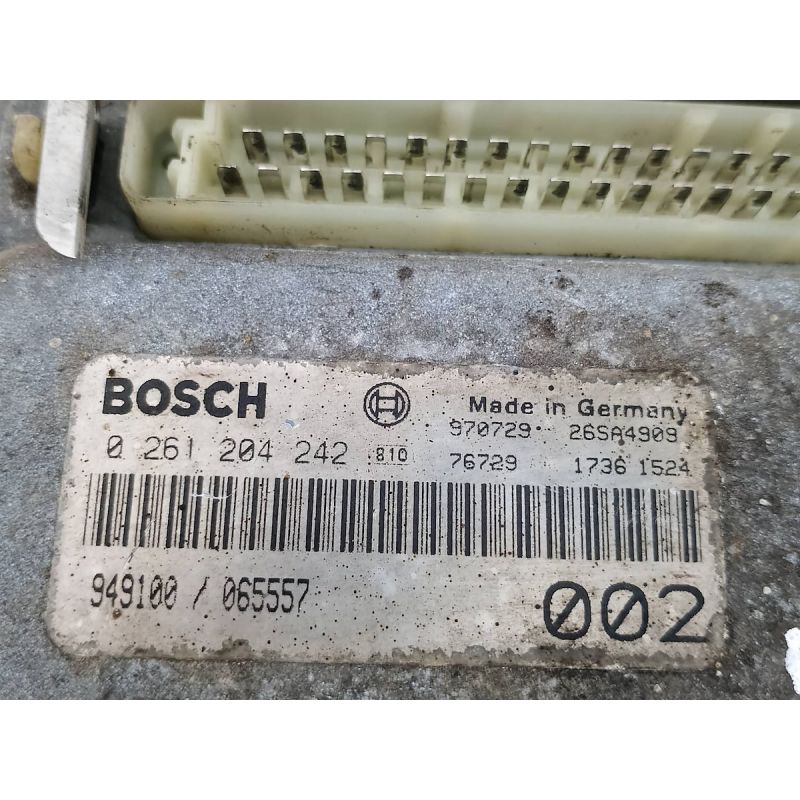 BOSCH Made in Germany
970729 26SA4909
0 261 204 242 810 76729 1736 1524
949100 / 065557 002